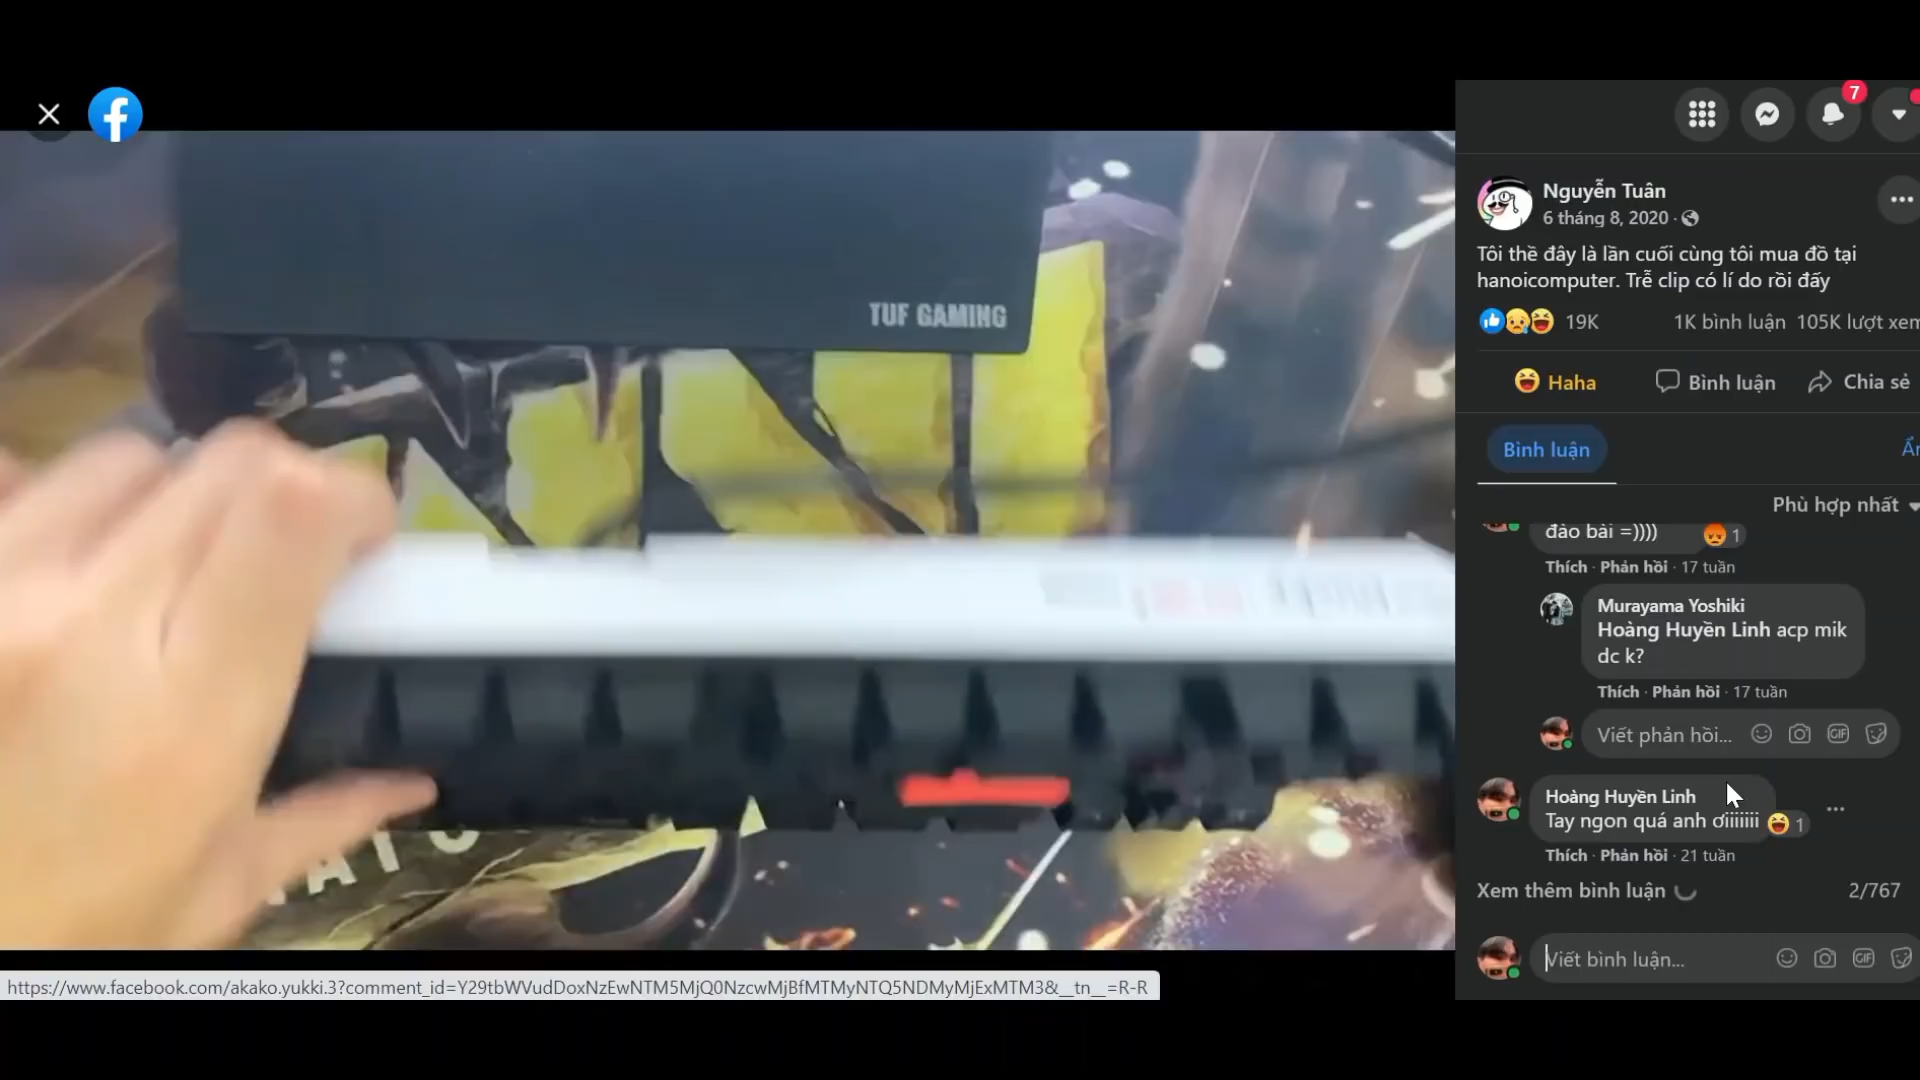 TUF GAMING
7
Nguyễn Tuân
6 tháng 8, 2020 ·
Tôi thề đây là lần cuối cùng tôi mua đồ tại
hanoicomputer. Trễ clip có lí do rồi đấy
19K 1K bình luận 105K lượt xem
Haha Bình luận Chia sẻ
Bình luận
Phù hợp nhất
đảo bài =)))) 1
Thích · Phản hồi · 17 tuần
Murayama Yoshiki
Hoàng Huyền Linh acp mik
dc k?
Thích · Phản hồi · 17 tuần
Viết phản hồi... GIF
Hoàng Huyền Linh
Tay ngon quá anh ơiiiiiii 1
Thích · Phản hồi · 21 tuần
Xem thêm bình luận 2/767
Viết bình luận... GIF
https://www.facebook.com/akako.yukki.3?comment_id=Y29tbWVudDoxNzEwNTM5MjQ0NzcwMjBfMTMyNTQ5NDMyMjExMTM3&__tn__=R-R